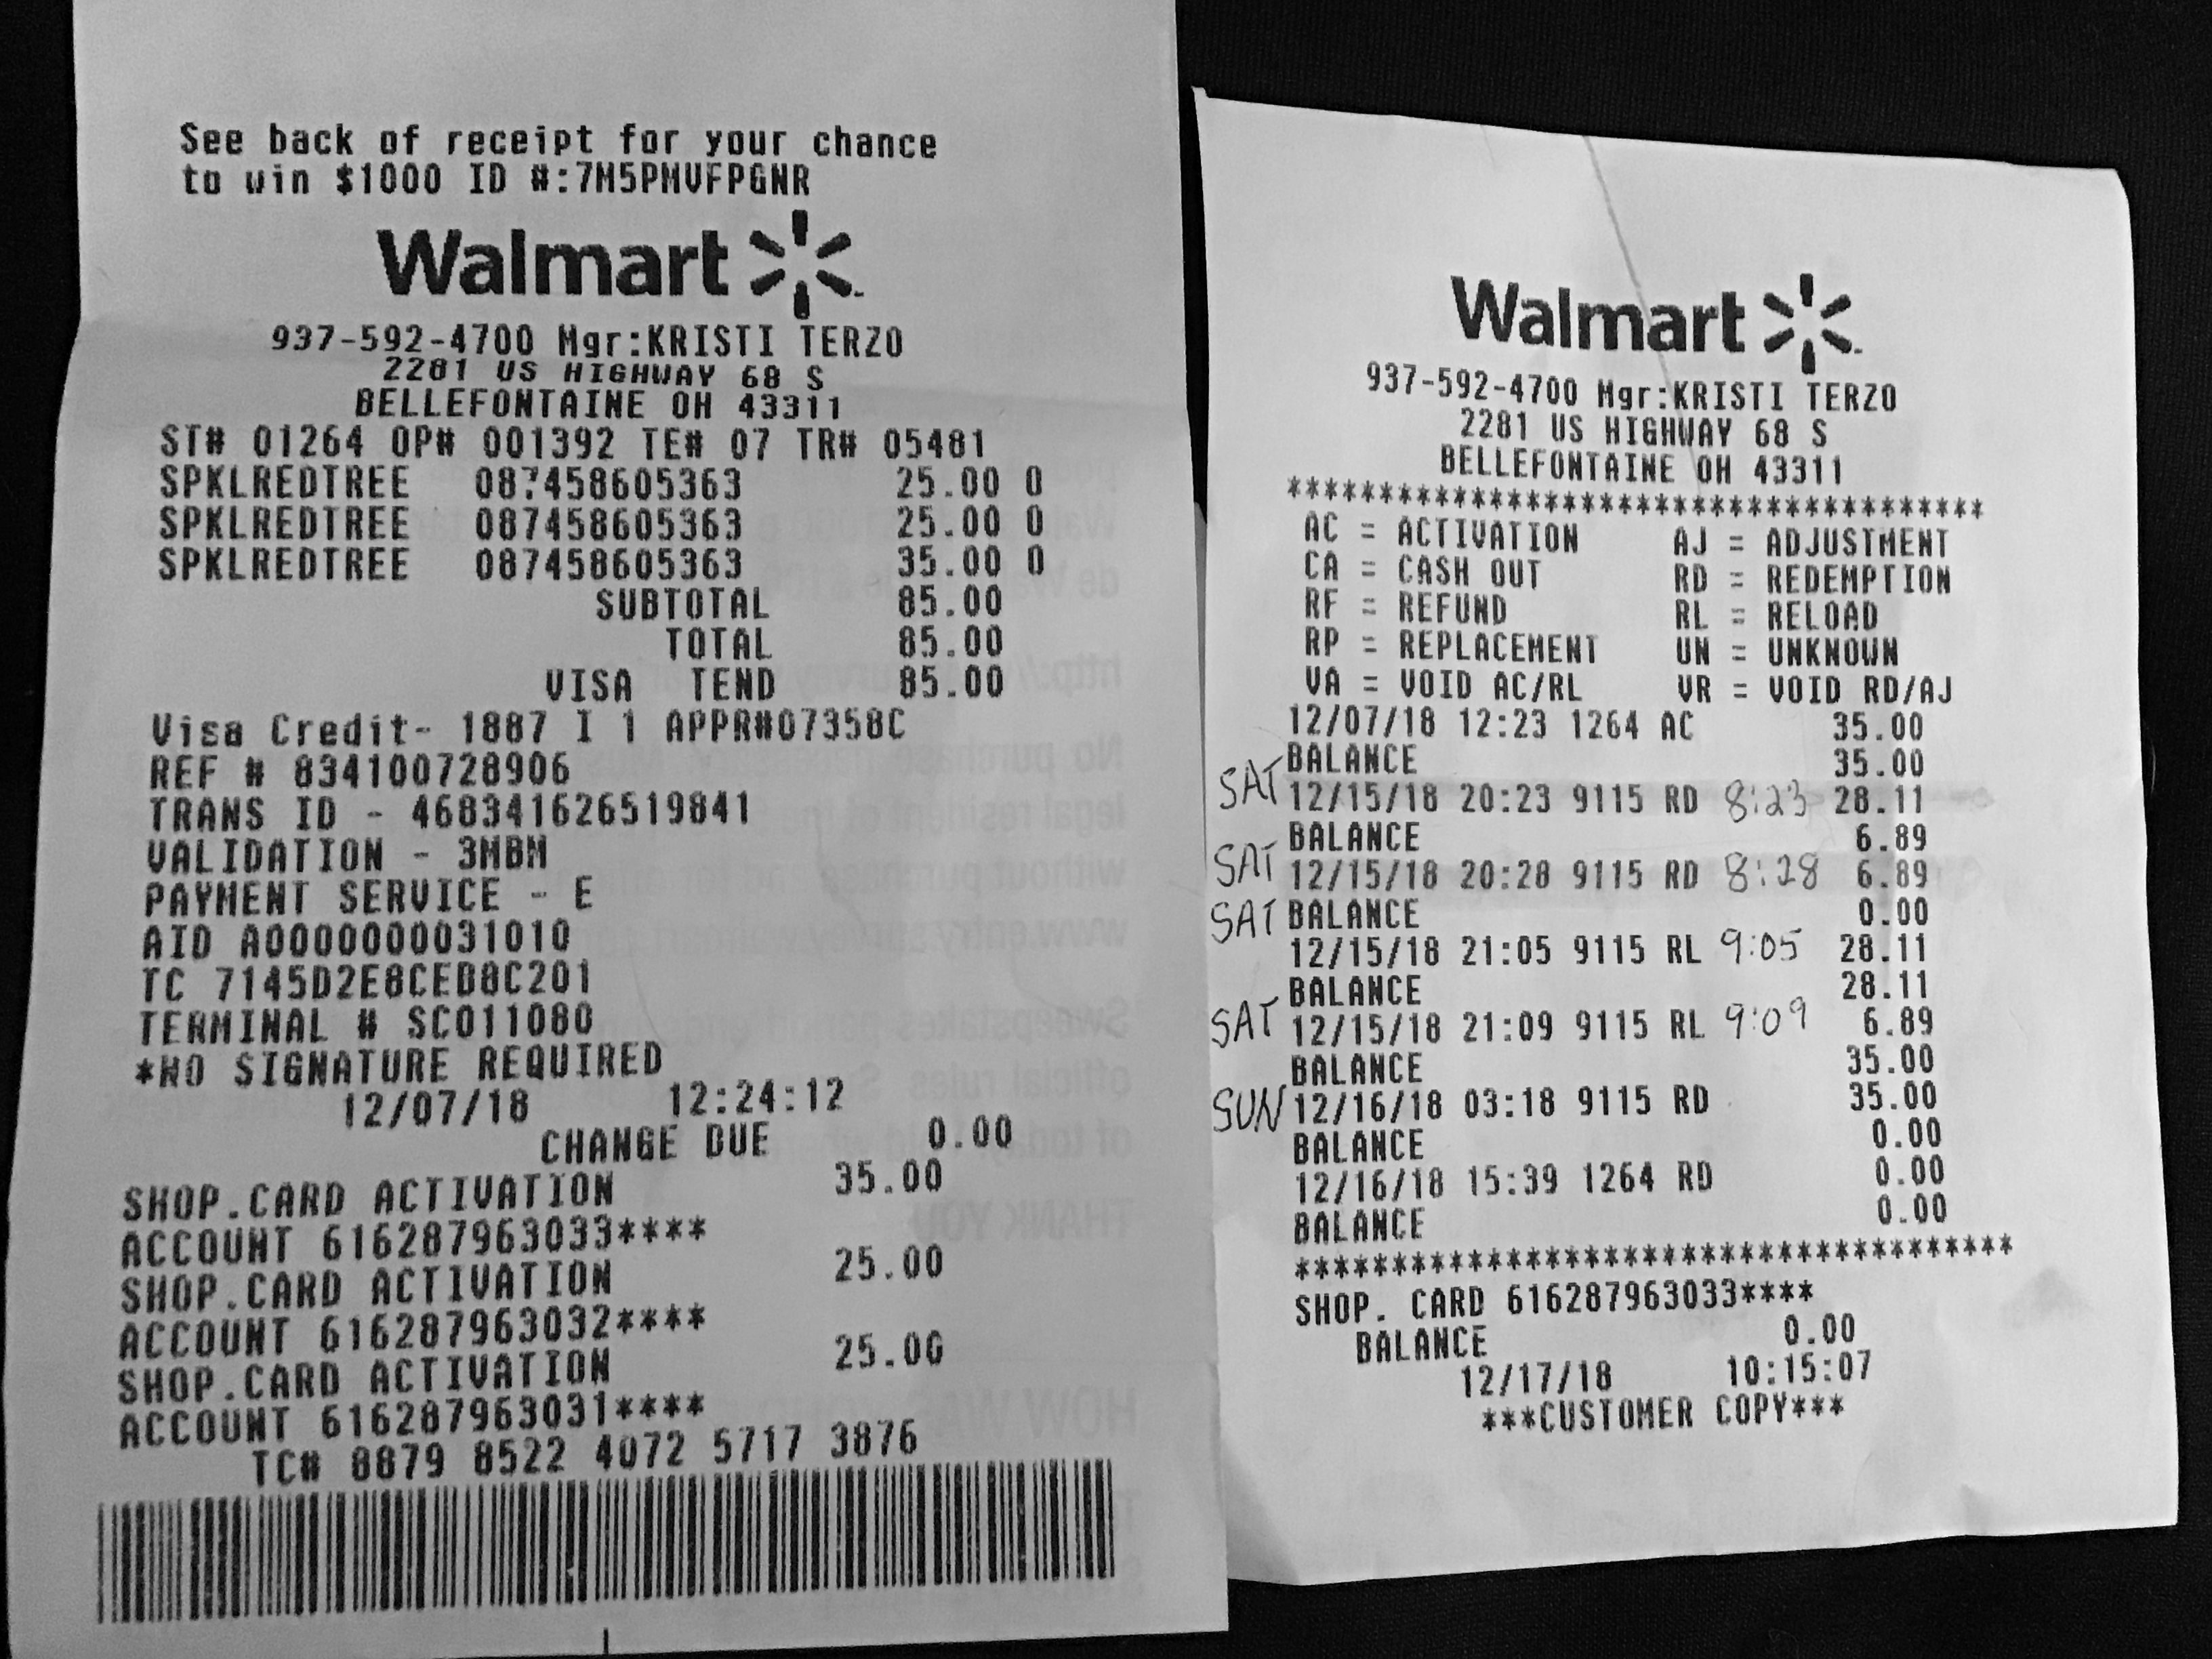 See back of receipt for your chance
to win $1000 ID #:7M5PMVFPGNR
Walmart
937-592-4700 Mgr:KRISTI TERZO
2281 US HIGHWAY 68 S
BELLEFONTAINE OH 43311
ST# 01264 OP# 001392 TE# 07 TR# 05481
SPKLREDTREE 087458605363 25.00 O
SPKLREDTREE 087458605363 25.00 O
SPKLREDTREE 087458605363 35.00 O
SUBTOTAL 85.00
TOTAL 85.00
VISA TEND 85.00
Visa Credit- 1887 I 1 APPR#07358C
REF # 834100728906
TRANS ID - 468341626519841
VALIDATION - 3MBM
PAYMENT SERVICE - E
AID A0000000031010
TC 7145D2E8CED8C201
TERMINAL # SC011080
*NO SIGNATURE REQUIRED
12/07/18 12:24:12
CHANGE DUE 0.00
SHOP.CARD ACTIVATION 35.00
ACCOUNT 616287963033****
SHOP.CARD ACTIVATION 25.00
ACCOUNT 616287963032****
SHOP.CARD ACTIVATION 25.00
ACCOUNT 616287963031****
TC# 8879 8522 4072 5717 3876
Walmart
937-592-4700 Mgr:KRISTI TERZO
2281 US HIGHWAY 68 S
BELLEFONTAINE OH 43311
**************************************
AC = ACTIVATION AJ = ADJUSTMENT
CA = CASH OUT RD = REDEMPTION
RF = REFUND RL = RELOAD
RP = REPLACEMENT UN = UNKNOWN
VA = VOID AC/RL VR = VOID RD/AJ
12/07/18 12:23 1264 AC 35.00
BALANCE 35.00
SAT 12/15/18 20:23 9115 RD 8:23 28.11
BALANCE 6.89
SAT 12/15/18 20:28 9115 RD 8:28 6.89
SAT BALANCE 0.00
12/15/18 21:05 9115 RL 9:05 28.11
BALANCE 28.11
SAT 12/15/18 21:09 9115 RL 9:09 6.89
BALANCE 35.00
SUN 12/16/18 03:18 9115 RD 35.00
BALANCE 0.00
12/16/18 15:39 1264 RD 0.00
BALANCE 0.00
**************************************
SHOP. CARD 616287963033****
BALANCE 0.00
12/17/18 10:15:07
***CUSTOMER COPY***